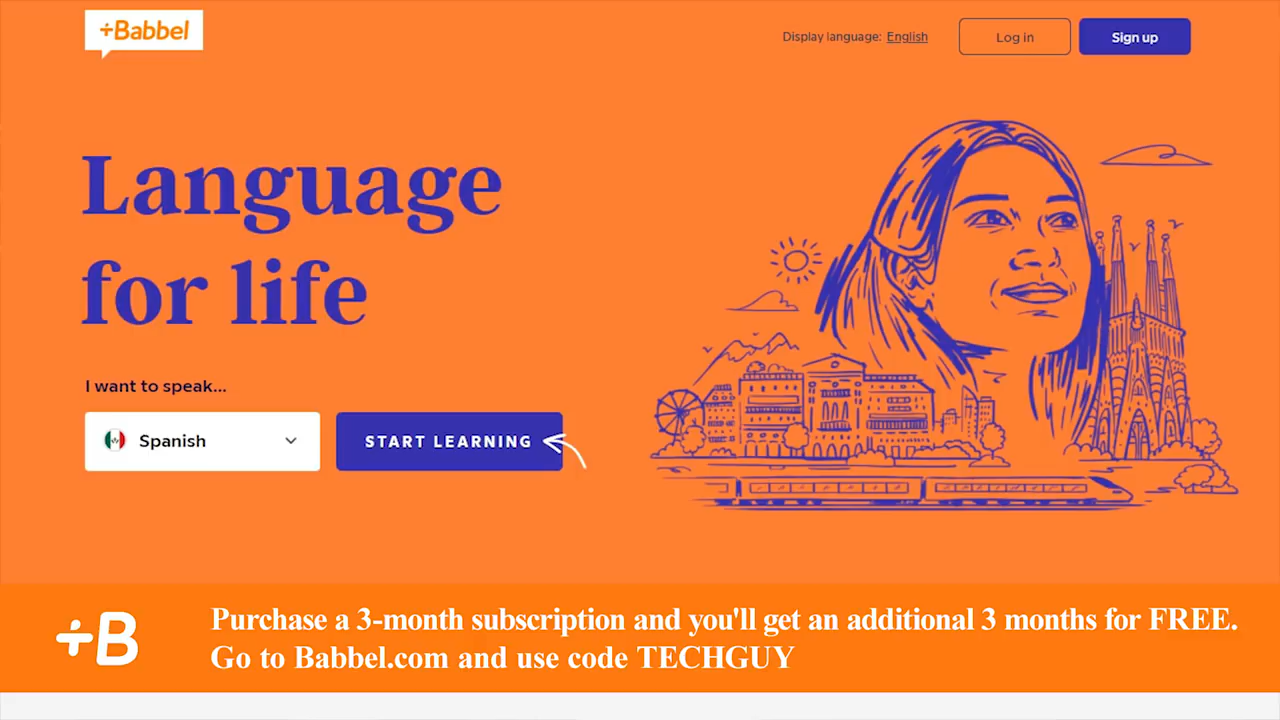 +Babbel
Display language: English
Log in
Sign up
Language
for life
I want to speak...
Spanish
START LEARNING
+B
Purchase a 3-month subscription and you'll get an additional 3 months for FREE.
Go to Babbel.com and use code TECHGUY